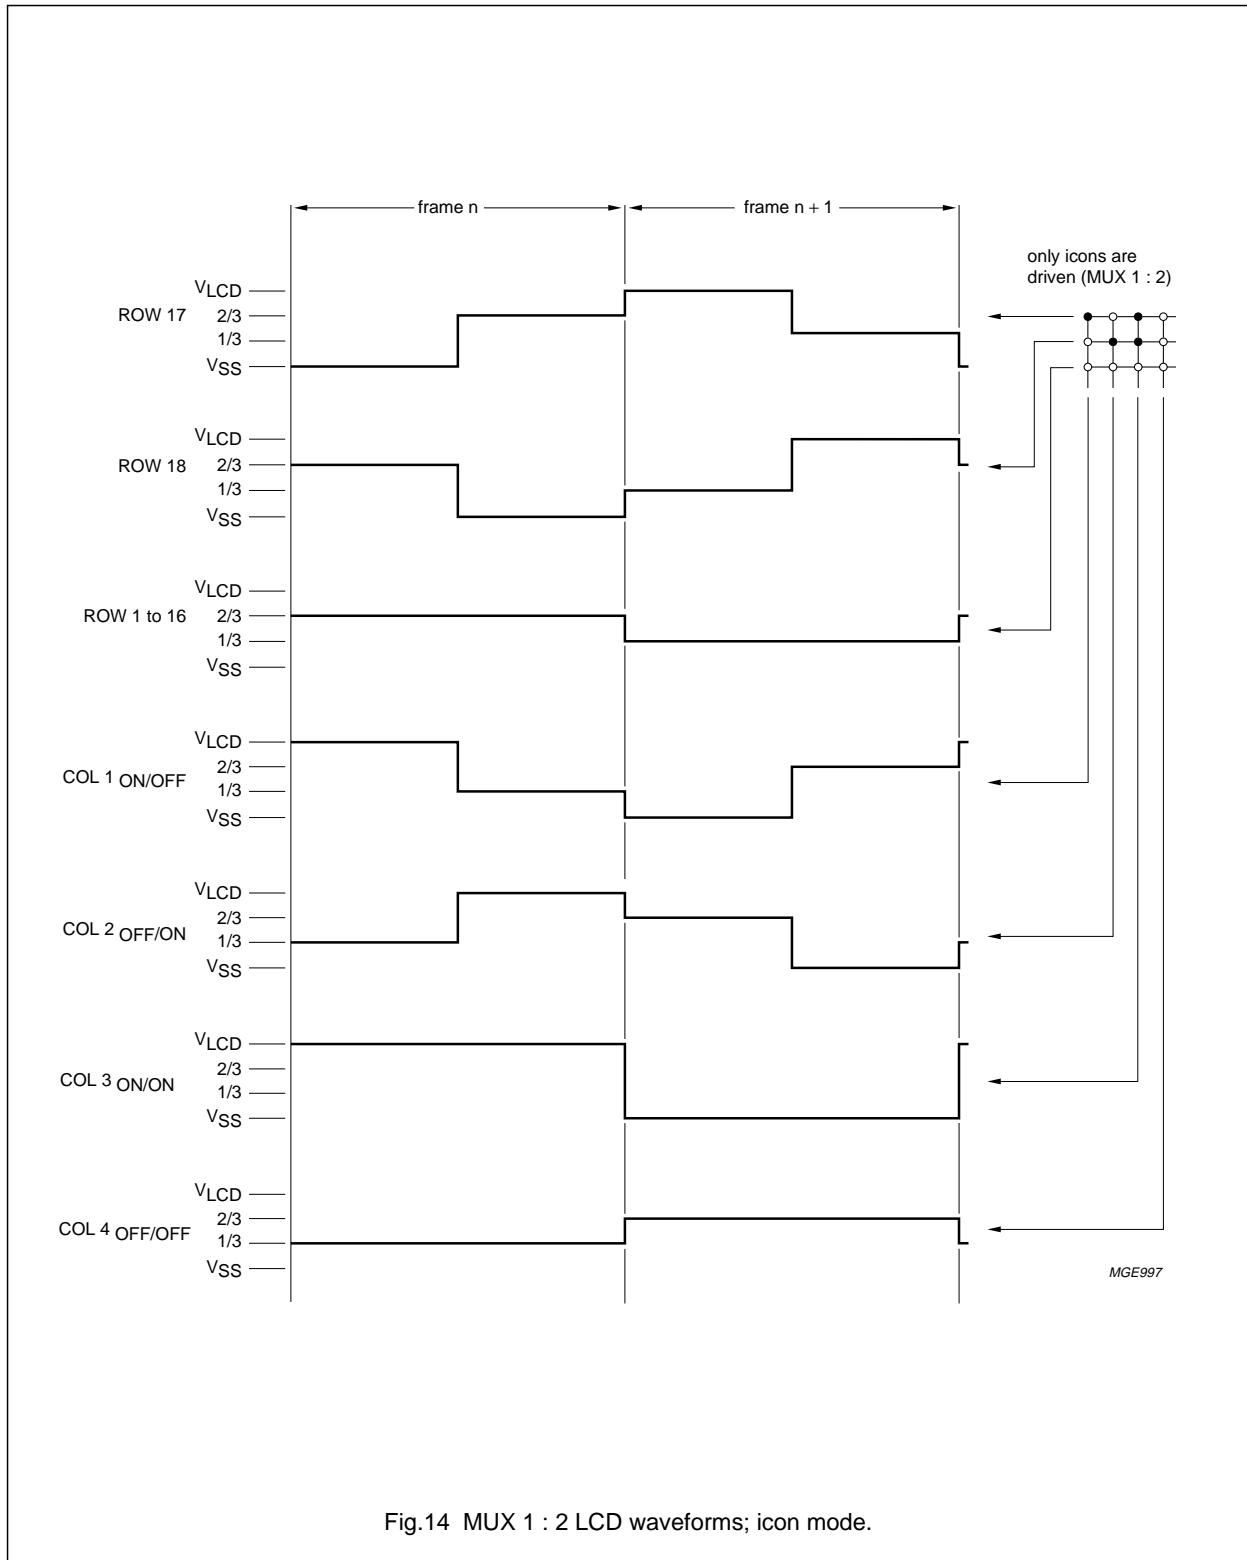 frame n
frame n + 1
only icons are
driven (MUX 1 : 2)
VLCD
ROW 17
2/3
1/3
VSS
VLCD
ROW 18
2/3
1/3
VSS
VLCD
ROW 1 to 16
2/3
1/3
VSS
VLCD
2/3
COL 1 ON/OFF
1/3
VSS
VLCD
2/3
COL 2 OFF/ON
1/3
VSS
VLCD
2/3
COL 3 ON/ON
1/3
VSS
VLCD
2/3
COL 4 OFF/OFF
1/3
VSS
MGE997
Fig.14 MUX 1 : 2 LCD waveforms; icon mode.